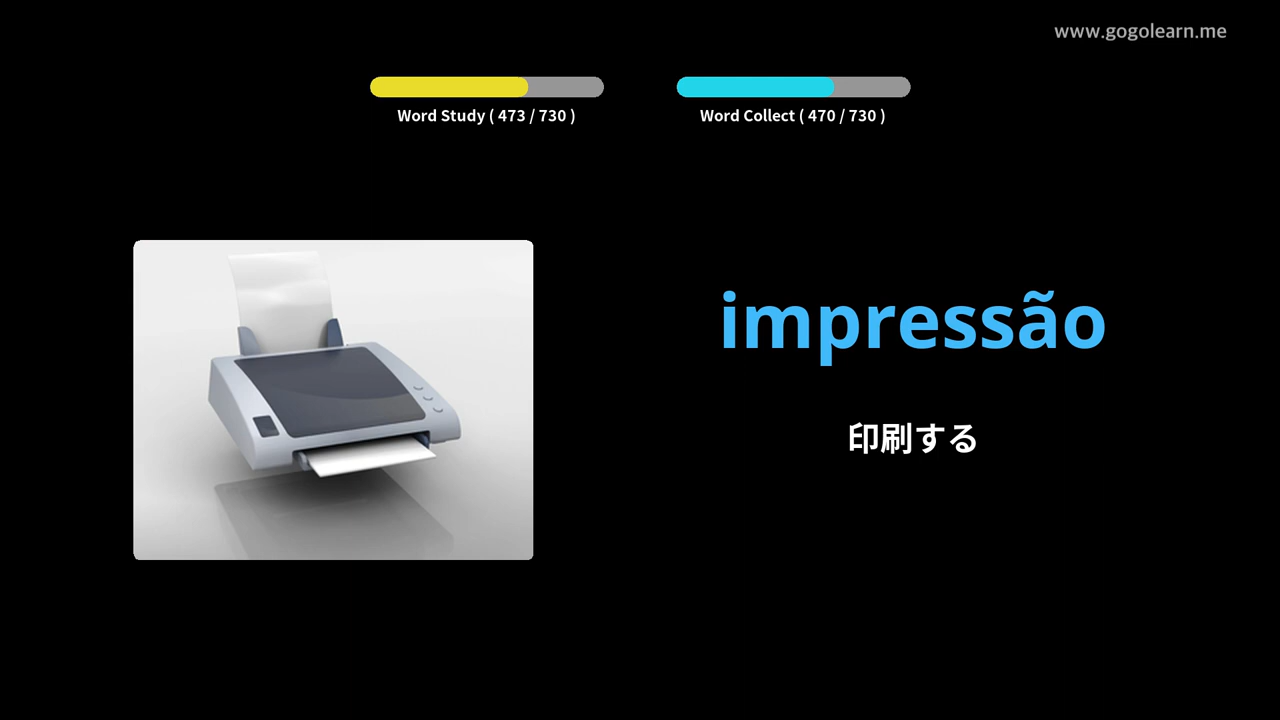 www.gogolearn.me
Word Study ( 473 / 730 )
Word Collect ( 470 / 730 )
impressão
印刷する